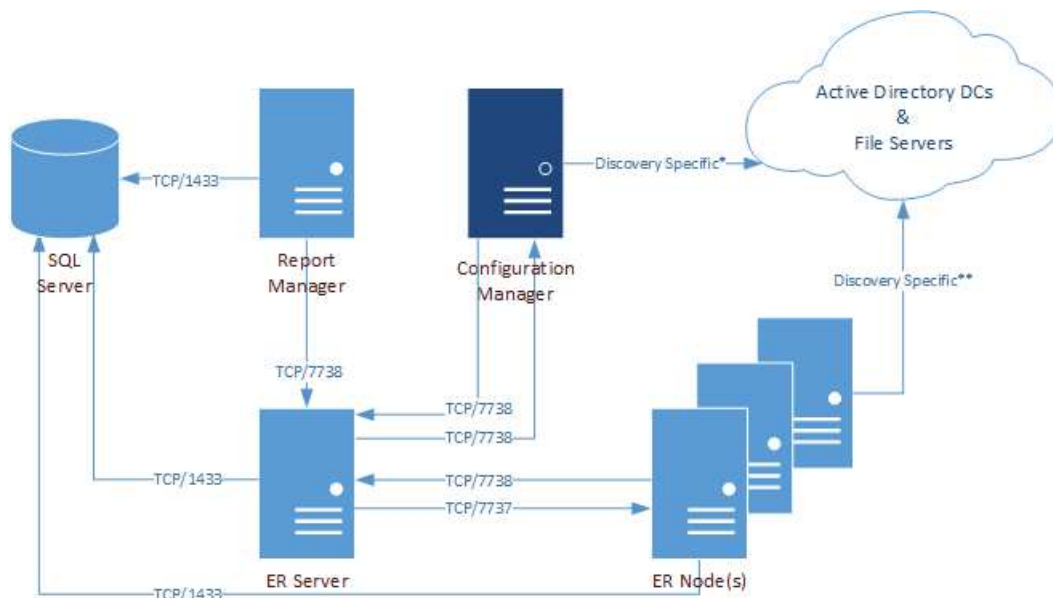 Active Directory DCs
&
File Servers
Discovery Specific*
TCP/1433
SQL
Server
Report
Manager
Configuration
Manager
Discovery Specific**
TCP/7738
TCP/7738
TCP/7738
TCP/1433
TCP/7738
TCP/7737
ER Server
ER Node(s)
TCP/1433